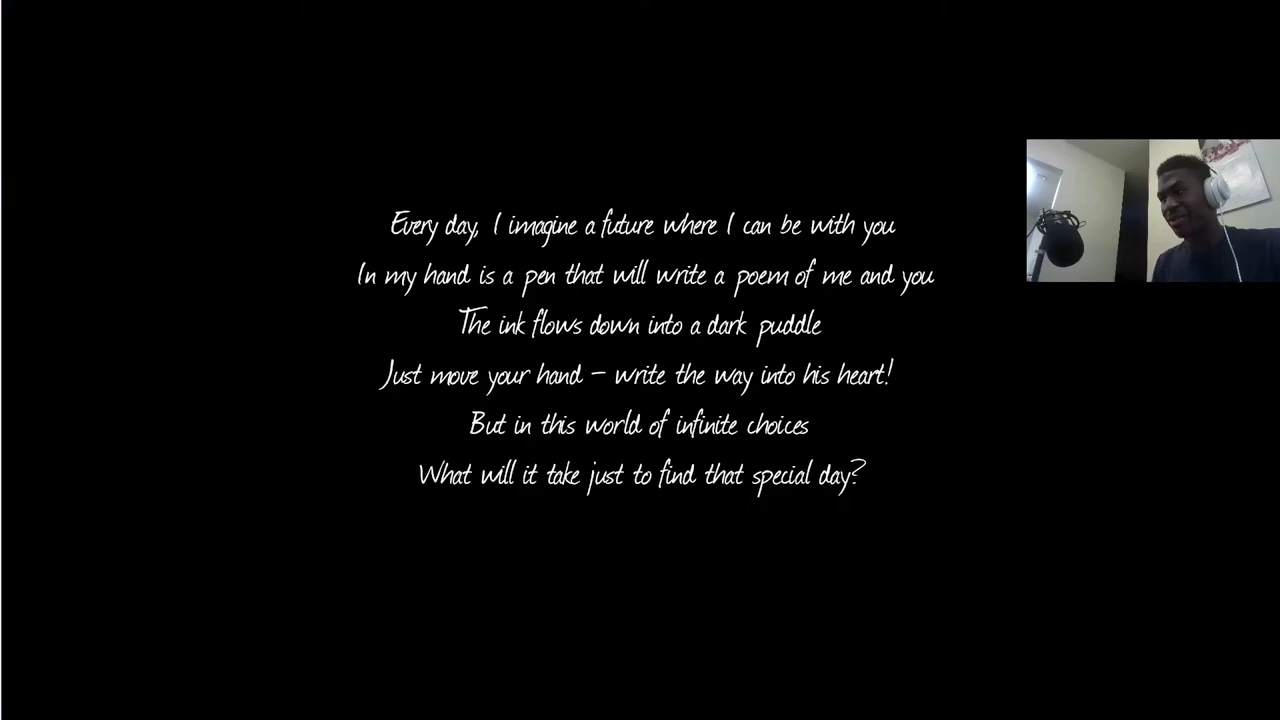 Every day, I imagine a future where I can be with you
In my hand is a pen that will write a poem of me and you
The ink flows down into a dark puddle
Just move your hand – write the way into his heart!
But in this world of infinite choices
What will it take just to find that special day?